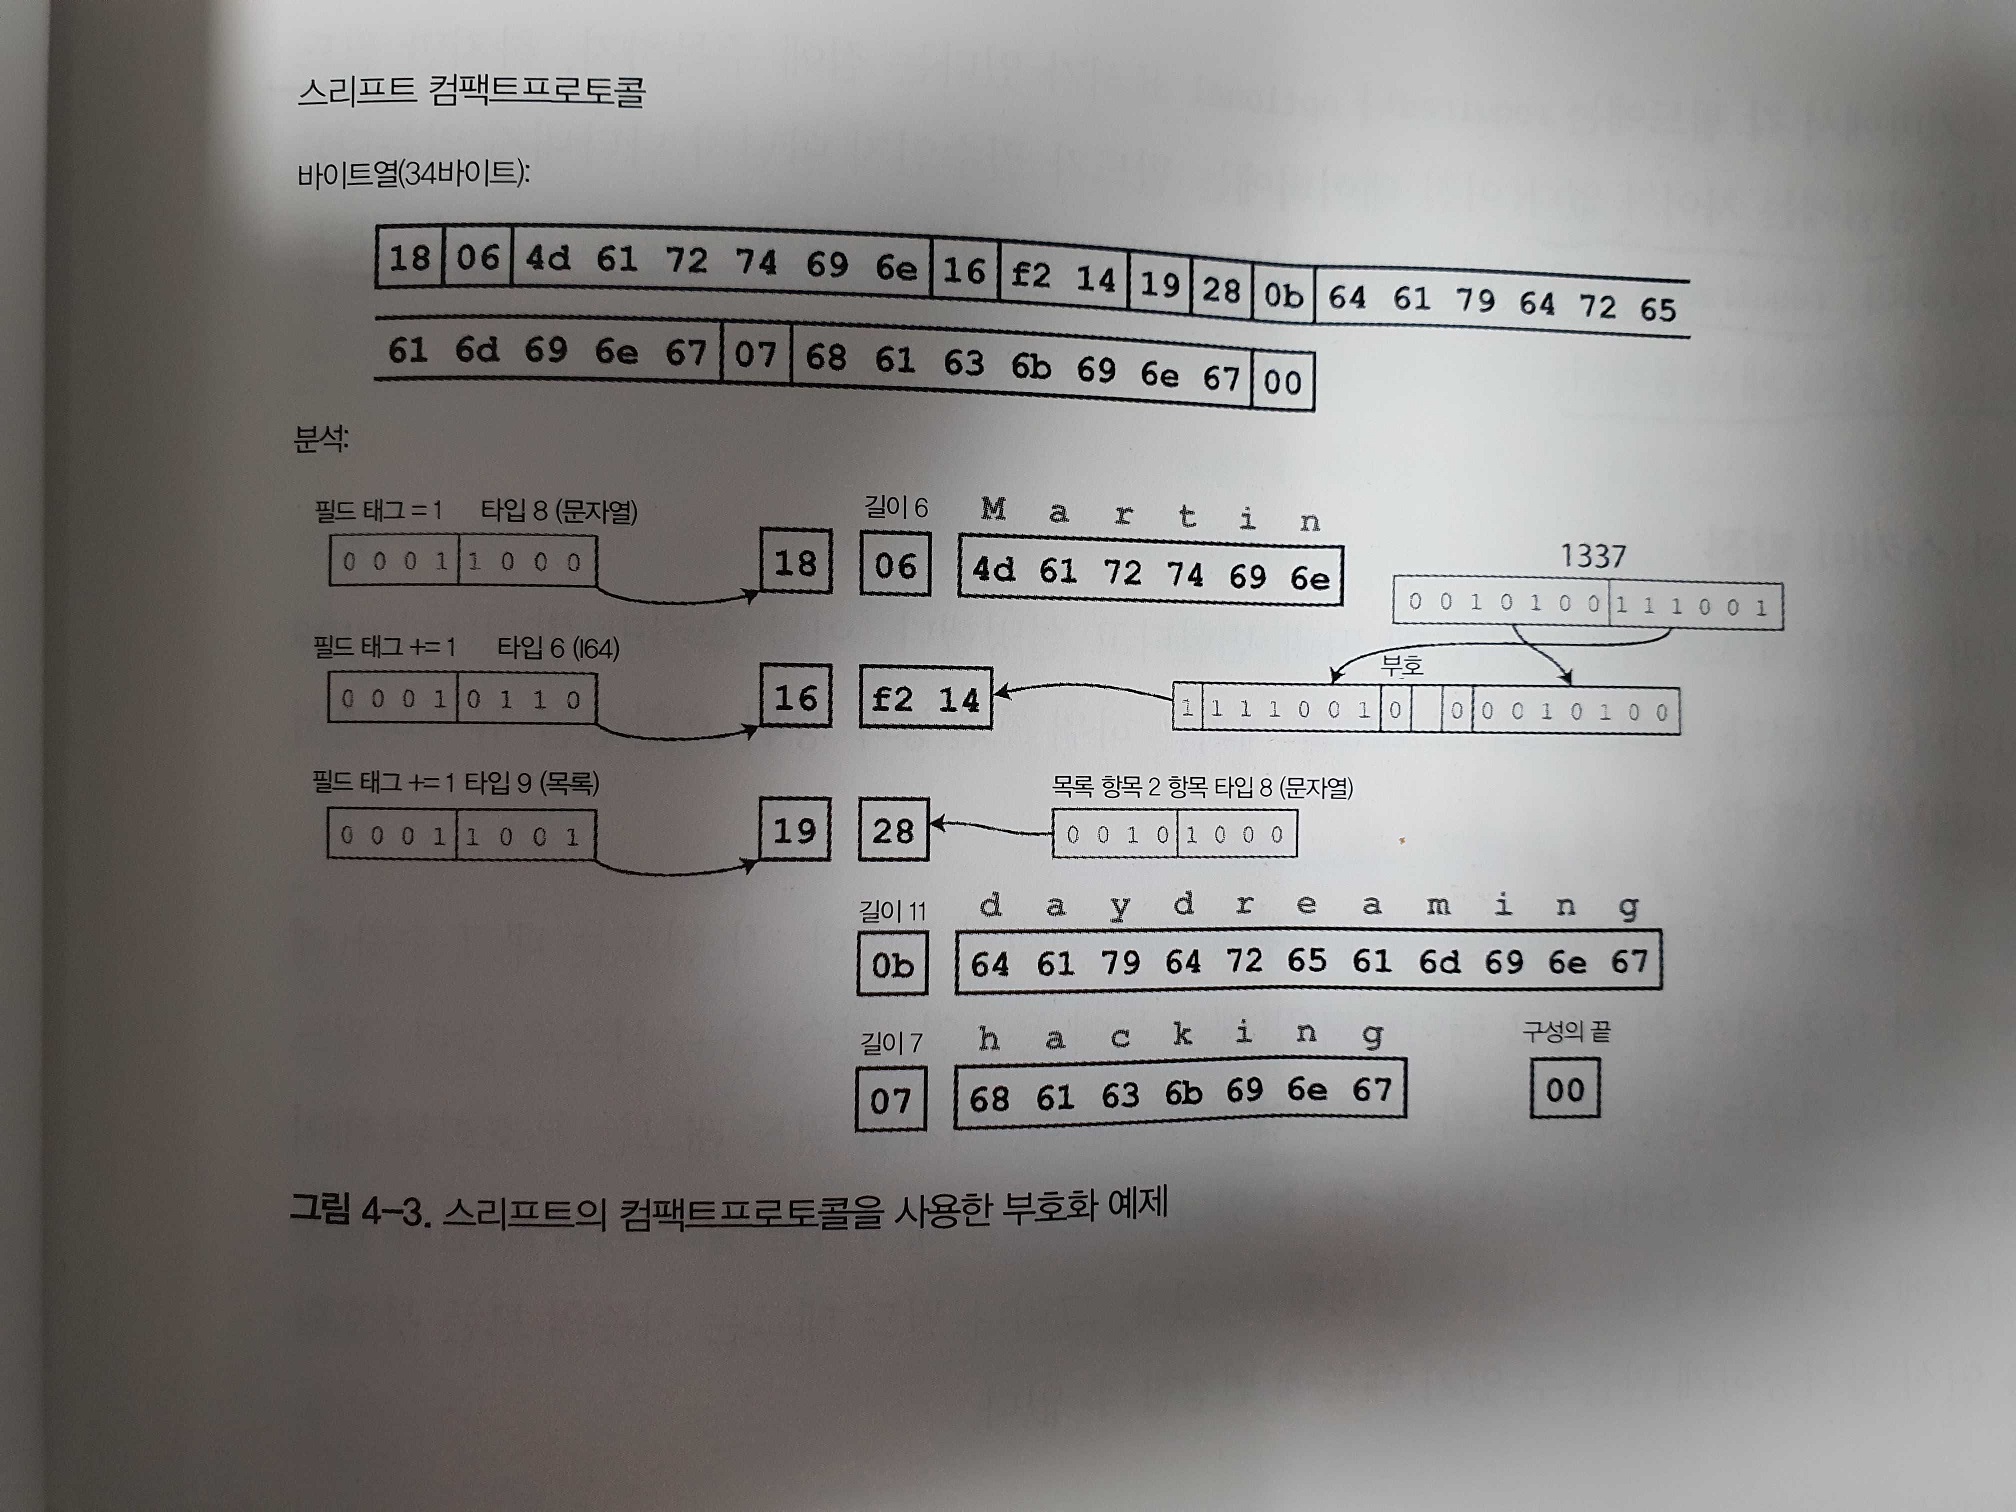 스리프트 컴팩트프로토콜
바이트열(34바이트):
18 06 4d 61 72 74 69 6e 16 f2 14 19 28 0b 64 61 79 64 72 65
61 6d 69 6e 67 07 68 61 63 6b 69 6e 67 00
분석:
필드 태그 = 1 타입 8 (문자열) 길이 6 M a r t i n
0 0 0 1 1 0 0 0 18 06 4d 61 72 74 69 6e
1337
0 0 1 0 1 0 0 1 1 1 0 0 1
필드 태그 += 1 타입 6 (I64) 부호
0 0 0 1 0 1 1 0 16 f2 14 1 1 1 1 0 0 1 0 0 0 0 1 0 1 0 0
필드 태그 += 1 타입 9 (목록) 목록 항목 2 항목 타입 8 (문자열)
0 0 0 1 1 0 0 1 19 28 0 0 1 0 1 0 0 0
길이 11 d a y d r e a m i n g
0b 64 61 79 64 72 65 61 6d 69 6e 67
길이 7 h a c k i n g 구성의 끝
07 68 61 63 6b 69 6e 67 00
그림 4-3. 스리프트의 컴팩트프로토콜을 사용한 부호화 예제